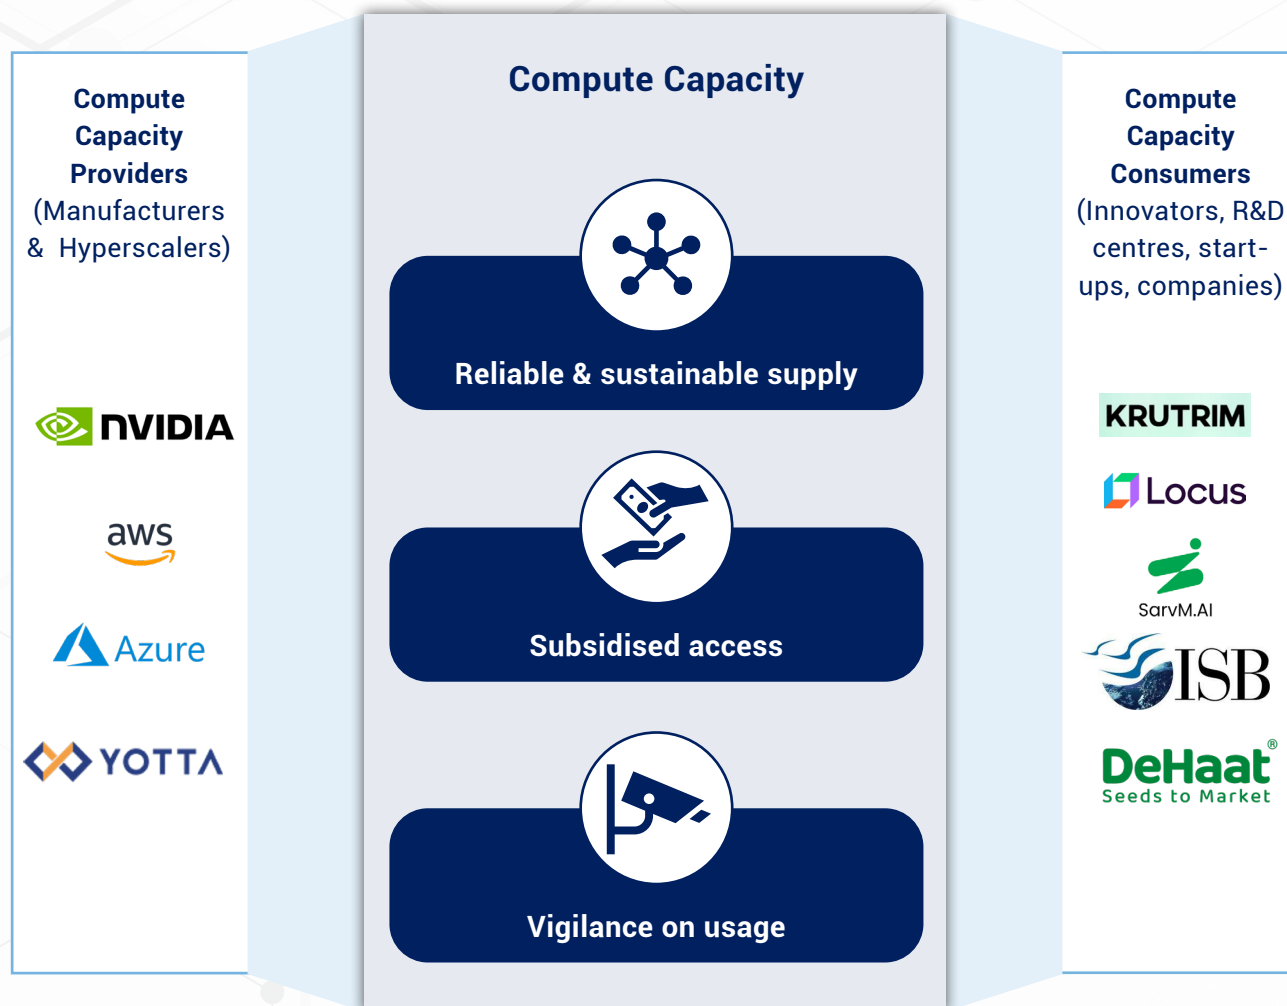 Compute
Capacity
Providers
(Manufacturers
& Hyperscalers)
NVIDIA
aws
Azure
YOTTA
Compute Capacity
Reliable & sustainable supply
Subsidised access
Vigilance on usage
Compute
Capacity
Consumers
(Innovators, R&D
centres, start-
ups, companies)
KRUTRIM
Locus
SarvM.AI
ISB
DeHaat®
Seeds to Market